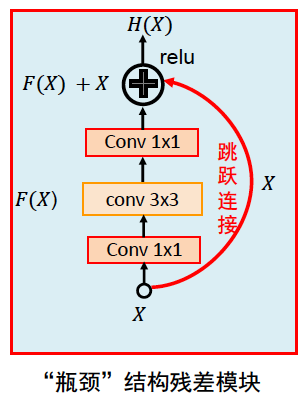 H(X)
relu
F(X) + X
Conv 1x1
跳跃连接
X
F(X)
conv 3x3
Conv 1x1
X
“瓶颈”结构残差模块